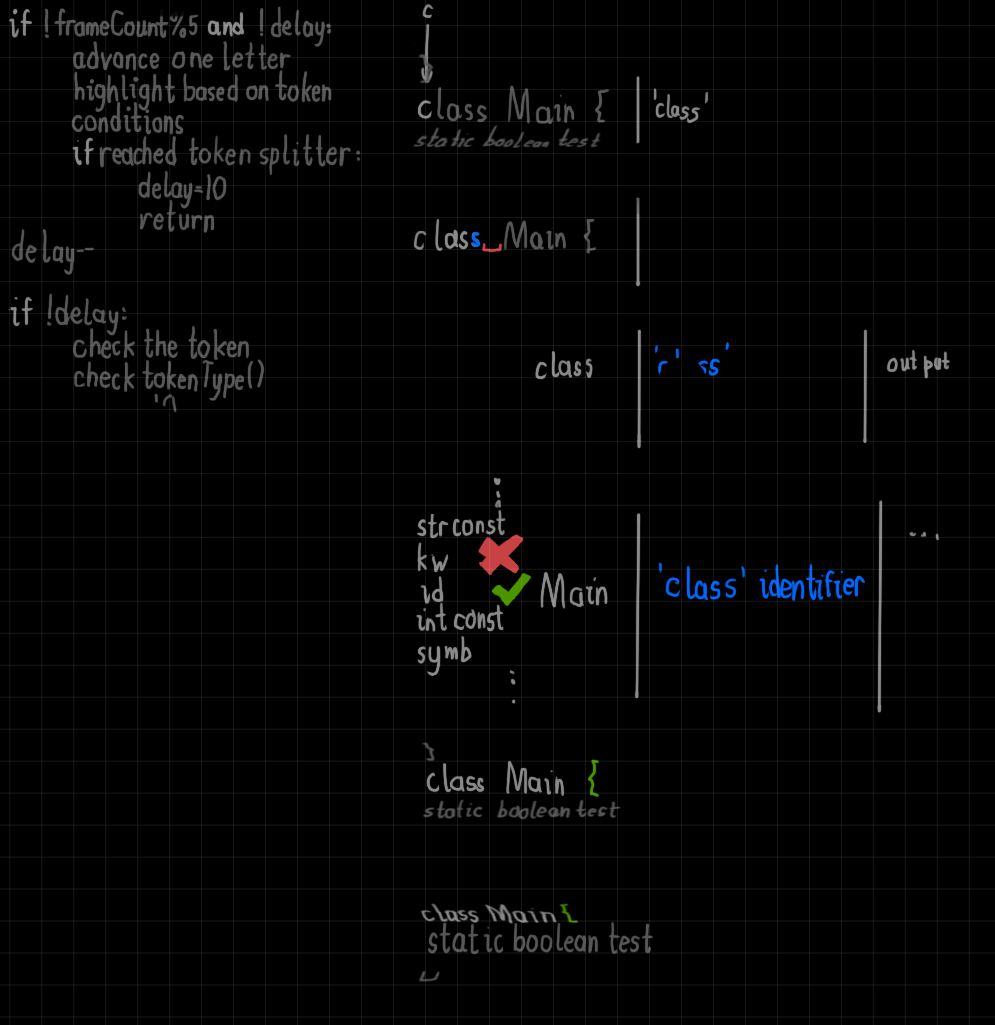 if !frameCount%5 and !delay:
advance one letter
highlight based on token
conditions
if reached token splitter:
delay=10
return
delay--
if !delay:
check the token
check tokenType()
c
class Main { 'class'
static boolean test
class␣Main {
class 'r' ss' output
...
str const
kw
id Main 'class' identifier
int const
symb
}
class Main {
static boolean test
class Main {
static boolean test